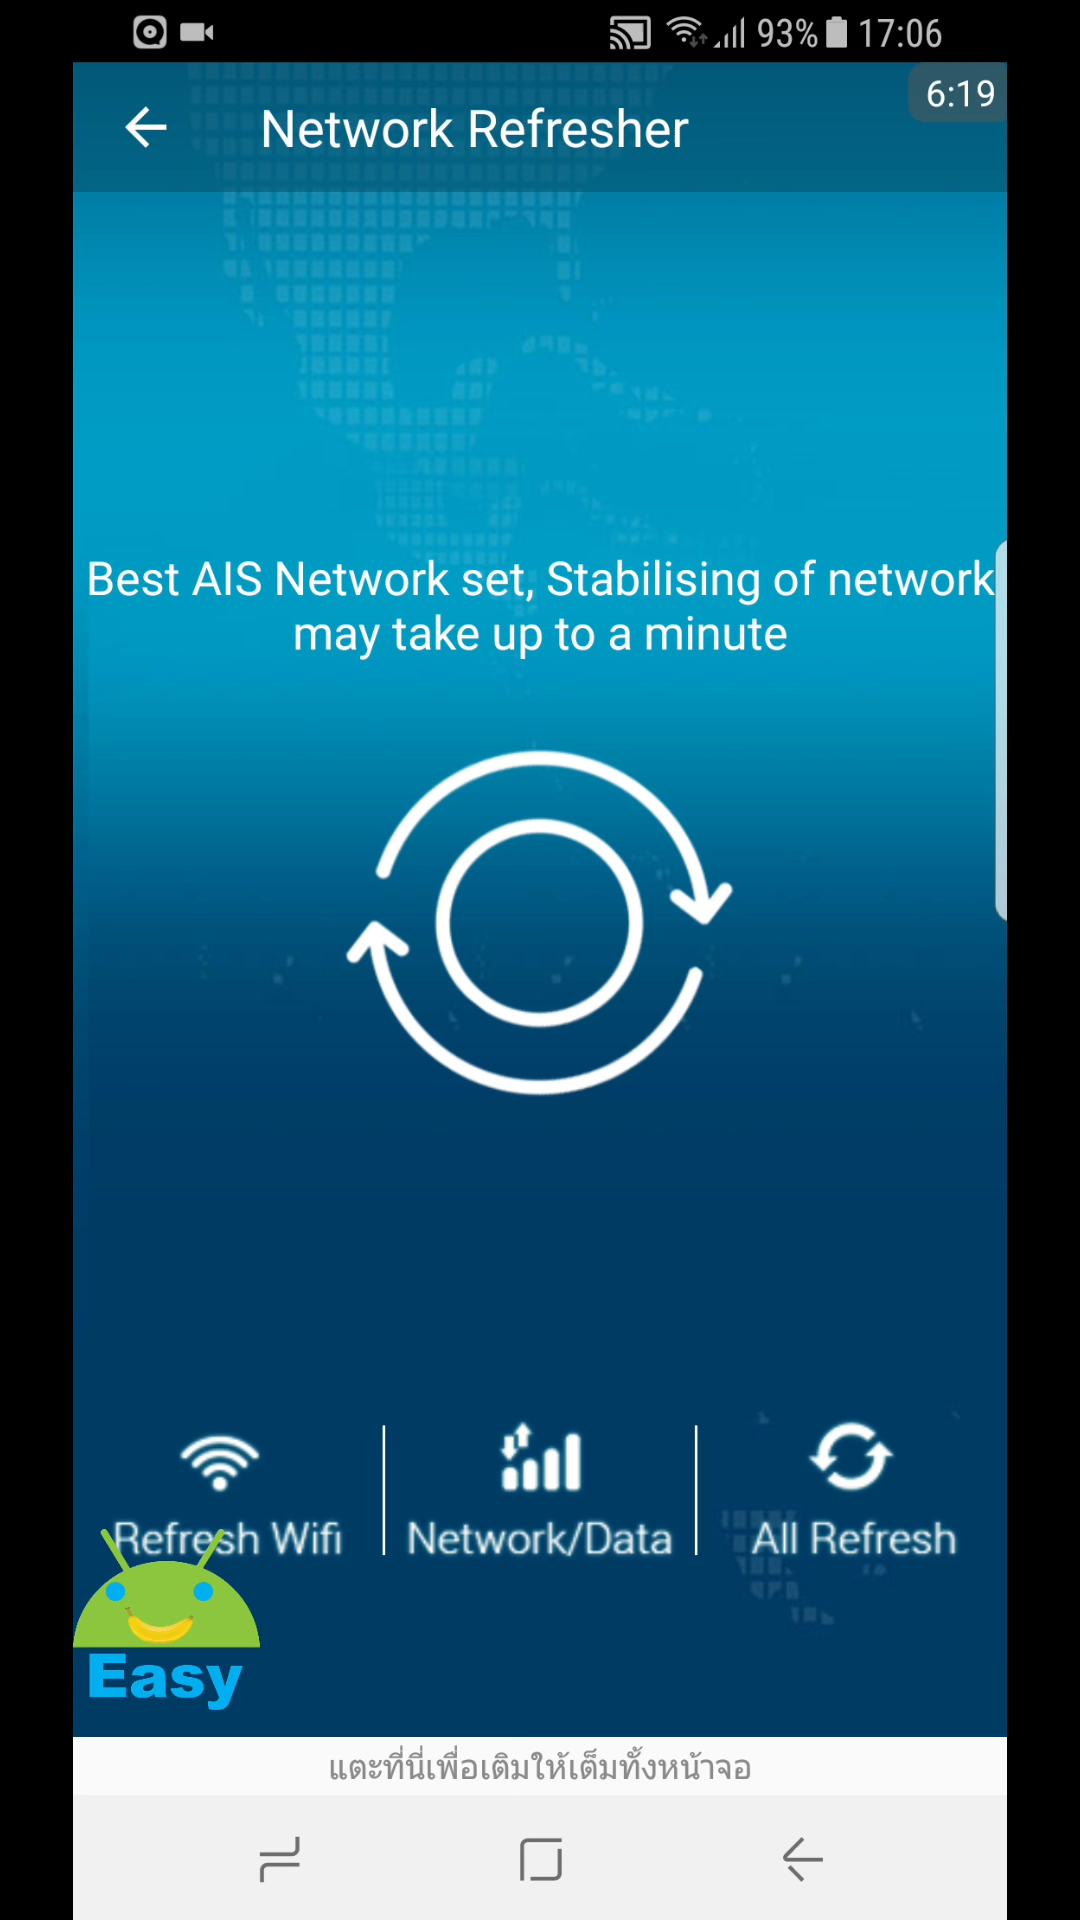 93% 17:06
6:19
Network Refresher
Best AIS Network set, Stabilising of network
may take up to a minute
Refresh Wifi
Network/Data
All Refresh
Easy
แตะที่นี่เพื่อเติมให้เต็มทั้งหน้าจอ